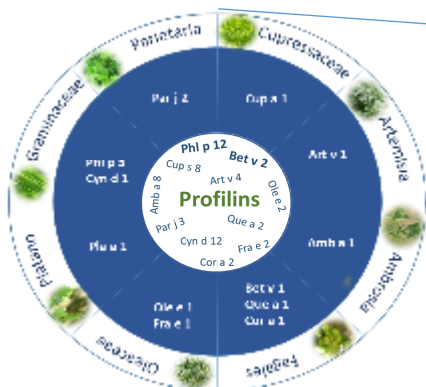 Parietaria
Cupressaceae
Artemisia
Ambrosia
Fagales
Oleaceae
Platano
Graminaceae
Par j 2
Cup a 1
Art v 1
Amb a 1
Bet v 1
Que a 1
Cor a 1
Ole e 1
Fra e 1
Pla a 1
Phl p 3
Cyn d 1
Phl p 12
Bet v 2
Cup s 8
Art v 4
Ole e 2
Amb a 8
Profilins
Par j 3
Que a 2
Cyn d 12
Fra e 2
Cor a 2